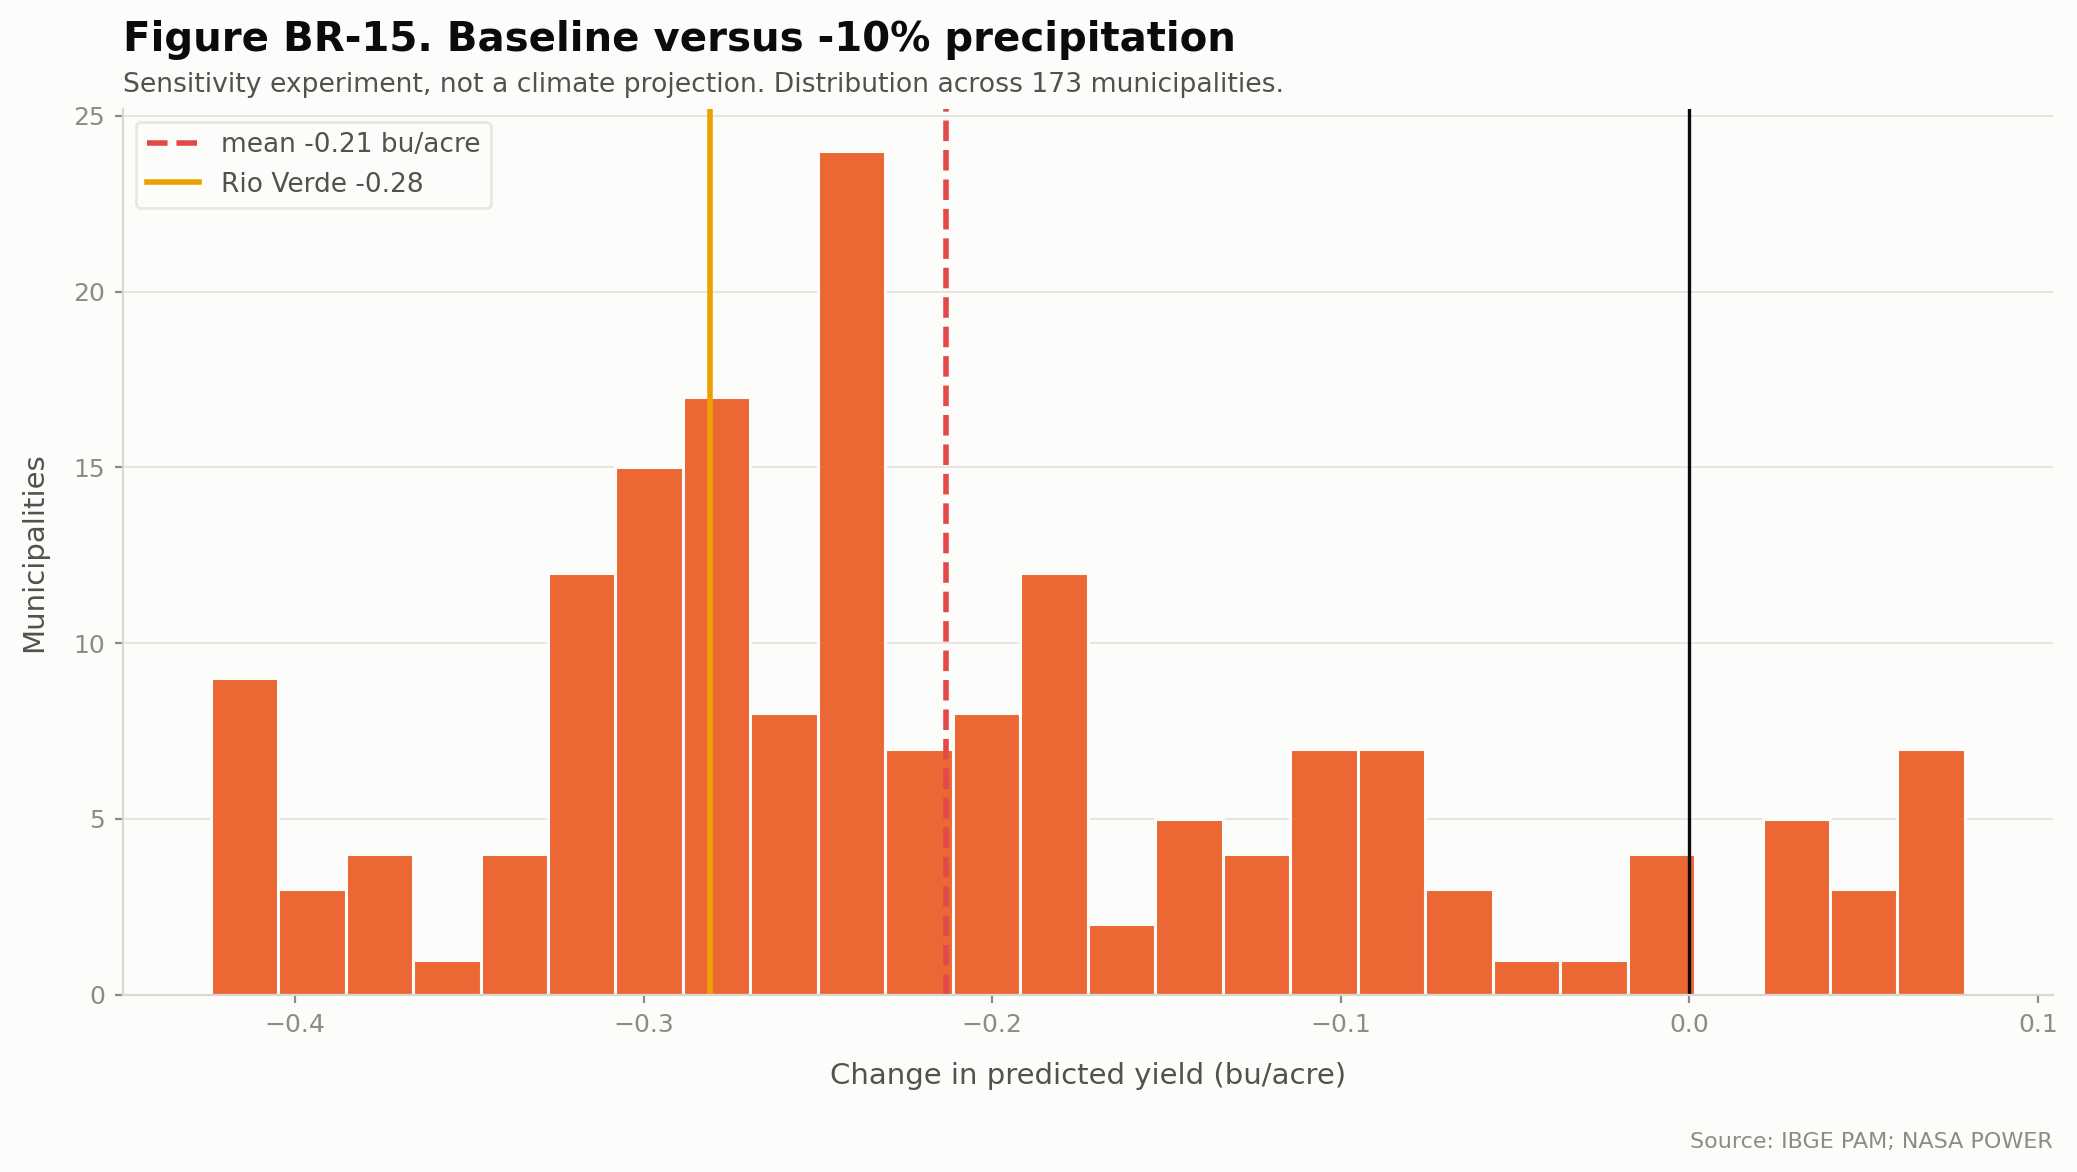 Figure BR-15. Baseline versus -10% precipitation
Sensitivity experiment, not a climate projection. Distribution across 173 municipalities.
mean -0.21 bu/acre
Rio Verde -0.28
Municipalities
25
20
15
10
5
0
−0.4
−0.3
−0.2
−0.1
0.0
0.1
Change in predicted yield (bu/acre)
Source: IBGE PAM; NASA POWER